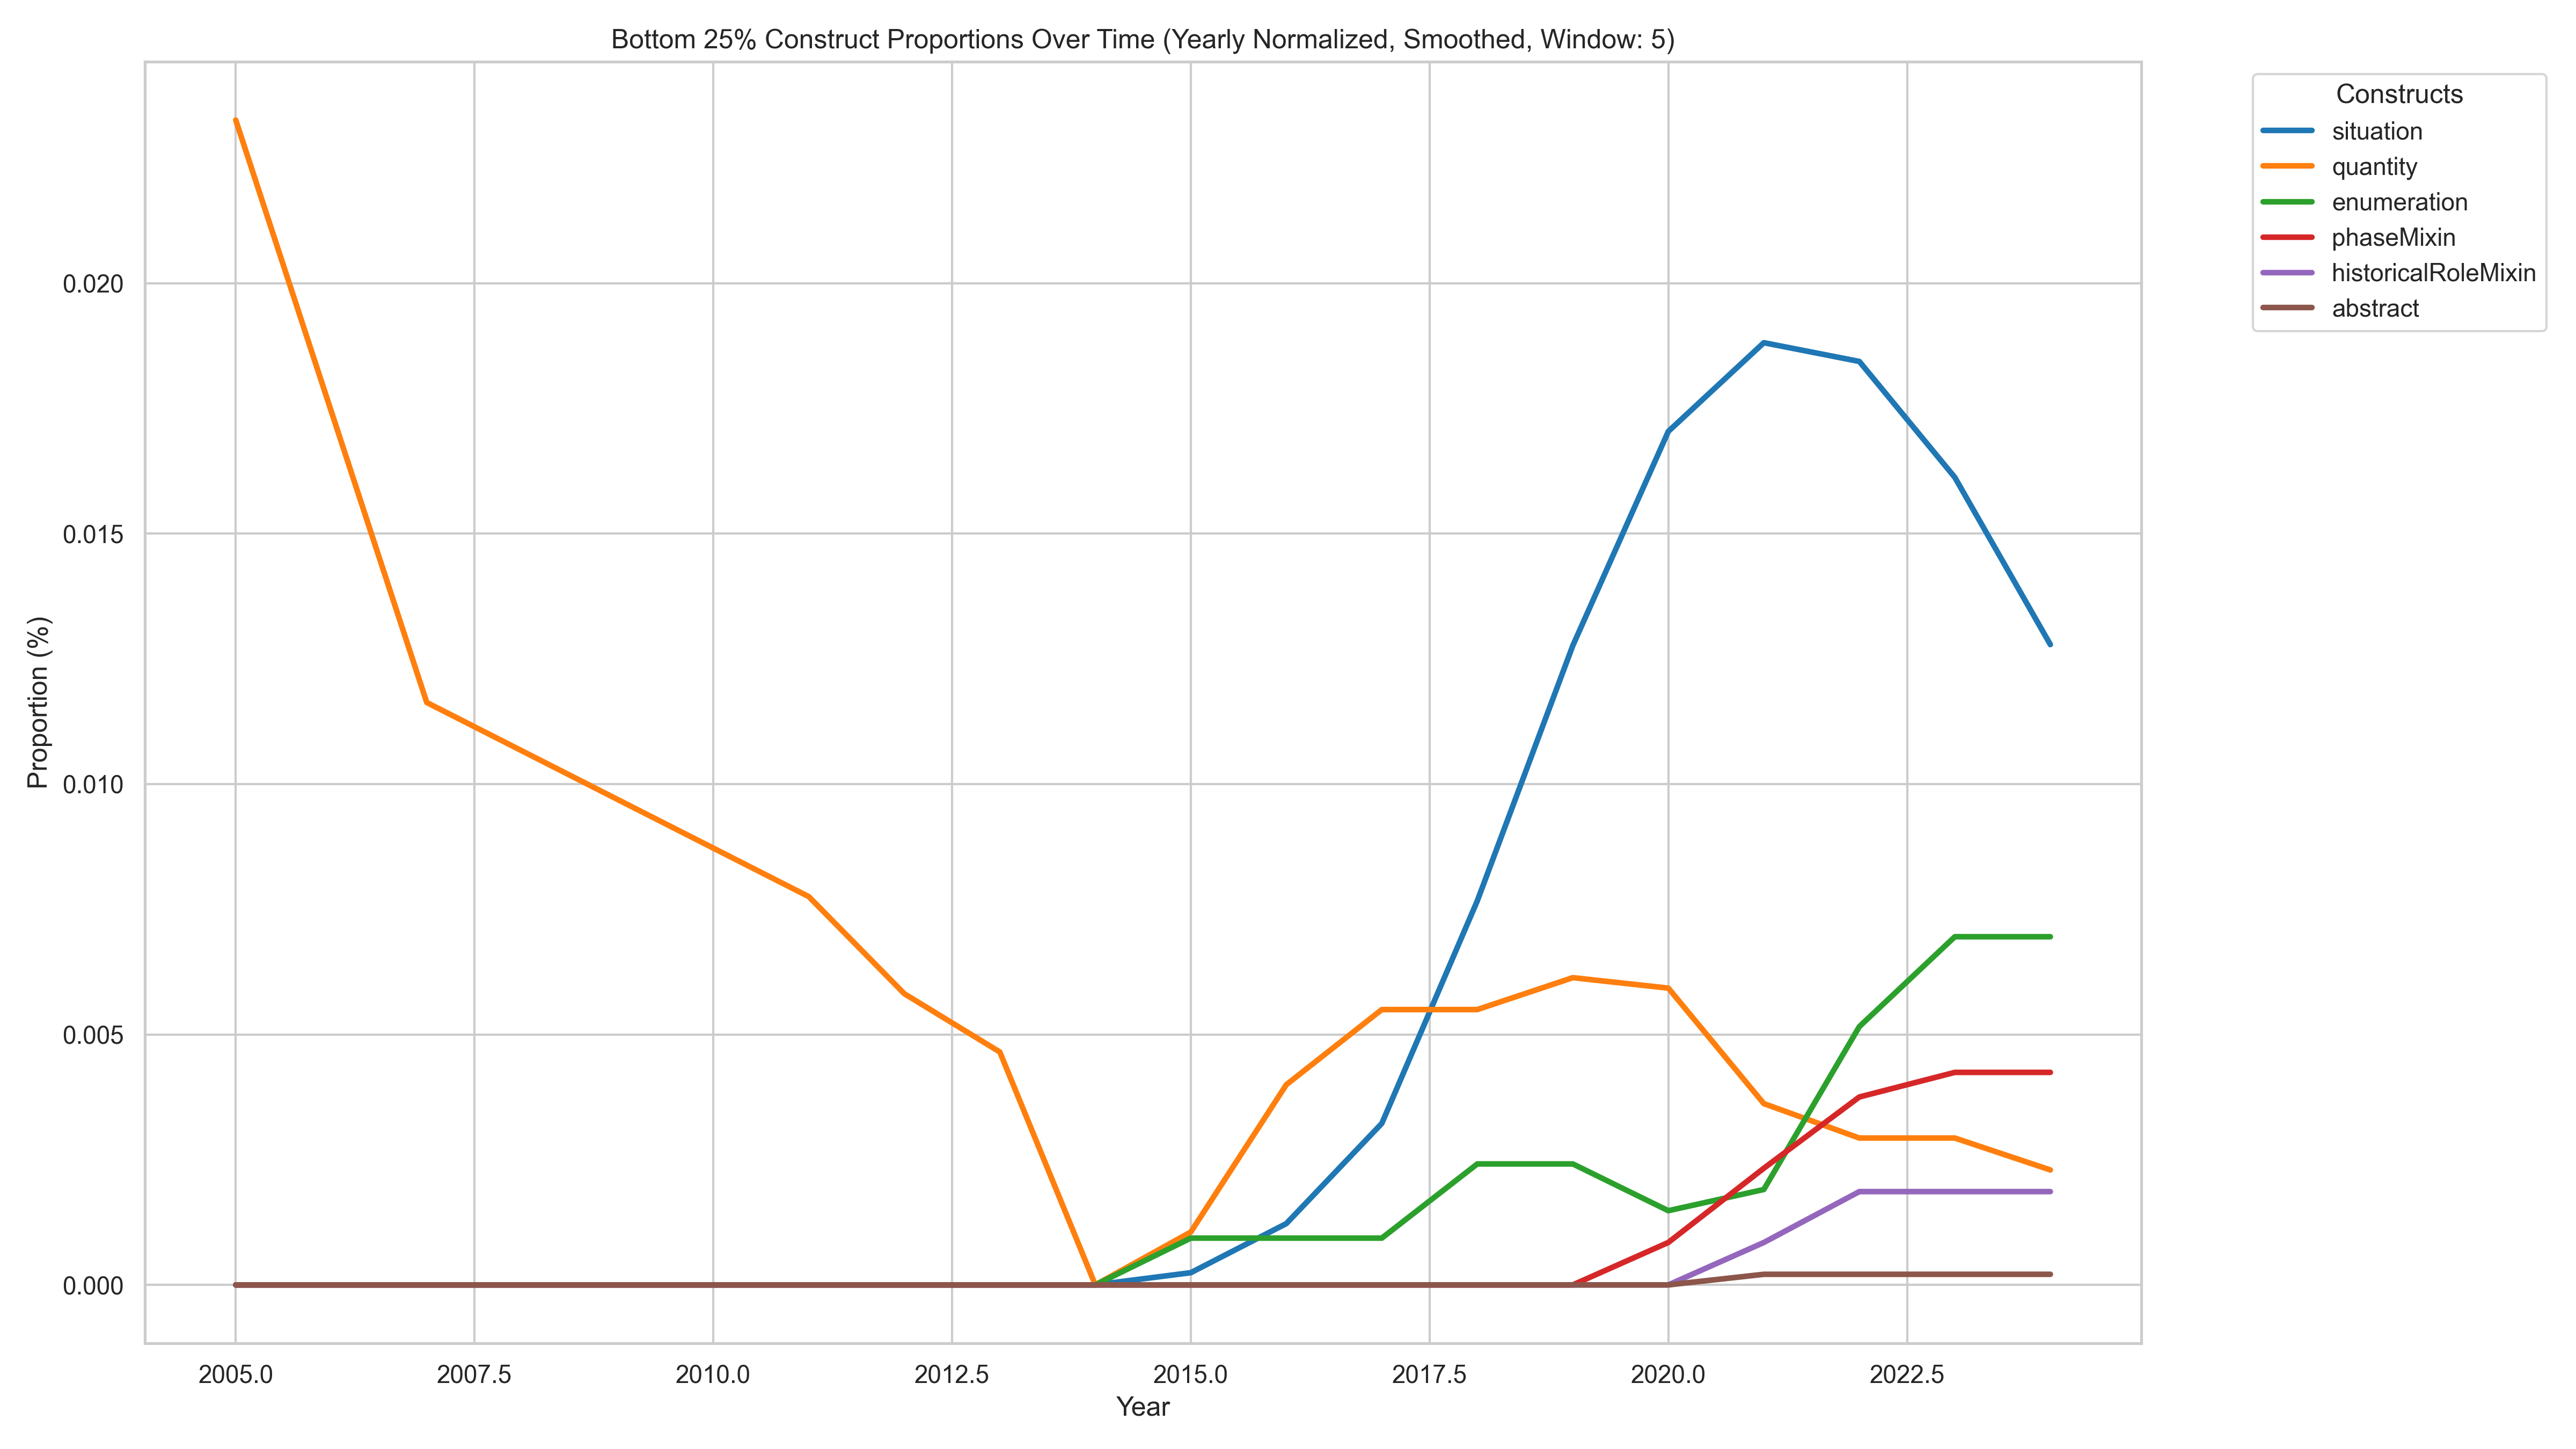 Bottom 25% Construct Proportions Over Time (Yearly Normalized, Smoothed, Window: 5)
Constructs
situation
quantity
enumeration
phaseMixin
historicalRoleMixin
abstract
Proportion (%)
0.020
0.015
0.010
0.005
0.000
2005.0 2007.5 2010.0 2012.5 2015.0 2017.5 2020.0 2022.5
Year